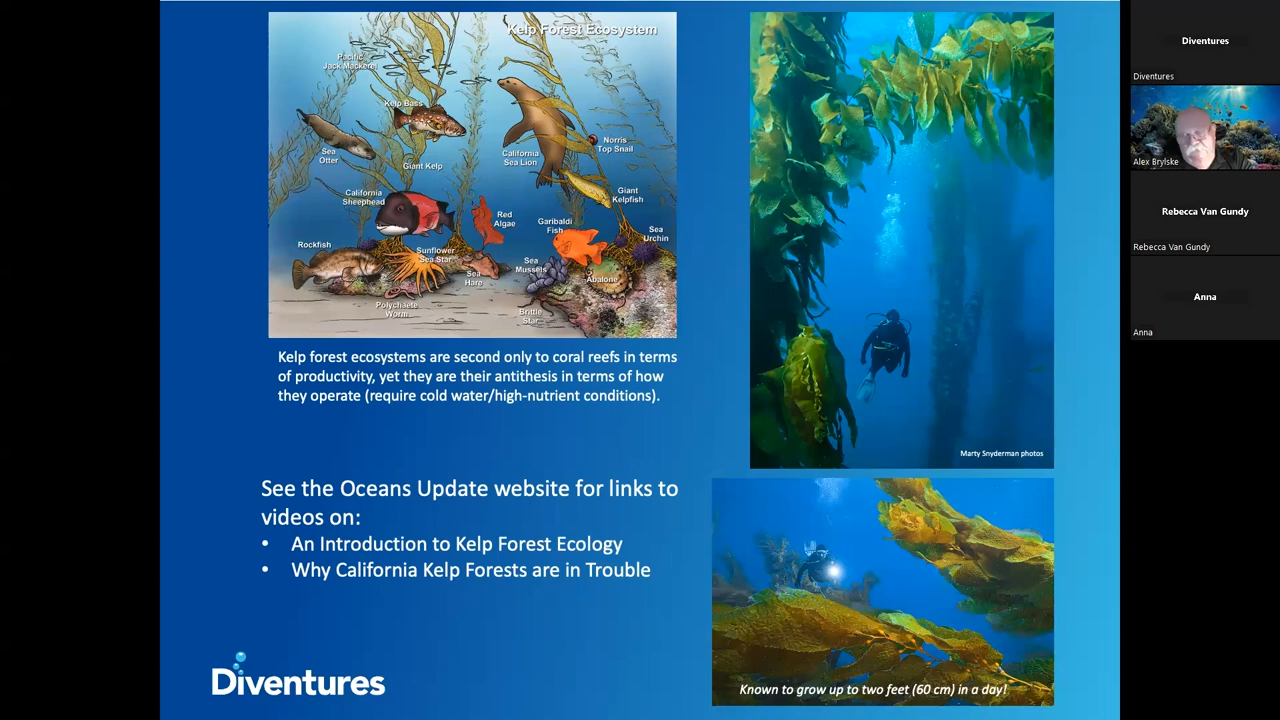 Kelp Forest Ecosystem
Pacific
Jack Mackerel
Kelp Bass
Sea
Otter
Giant Kelp
California
Sea Lion
Norris
Top Snail
California
Sheephead
Giant
Kelpfish
Red
Algae
Garibaldi
Fish
Sea
Urchin
Rockfish
Sunflower
Sea Star
Sea
Hare
Sea
Mussels
Abalone
Polychaete
Worm
Brittle
Star
Kelp forest ecosystems are second only to coral reefs in terms
of productivity, yet they are their antithesis in terms of how
they operate (require cold water/high-nutrient conditions).
See the Oceans Update website for links to
videos on:
• An Introduction to Kelp Forest Ecology
• Why California Kelp Forests are in Trouble
Diventures
Marty Snyderman photos
Known to grow up to two feet (60 cm) in a day!
Diventures
Diventures
Alex Brylske
Rebecca Van Gundy
Rebecca Van Gundy
Anna
Anna